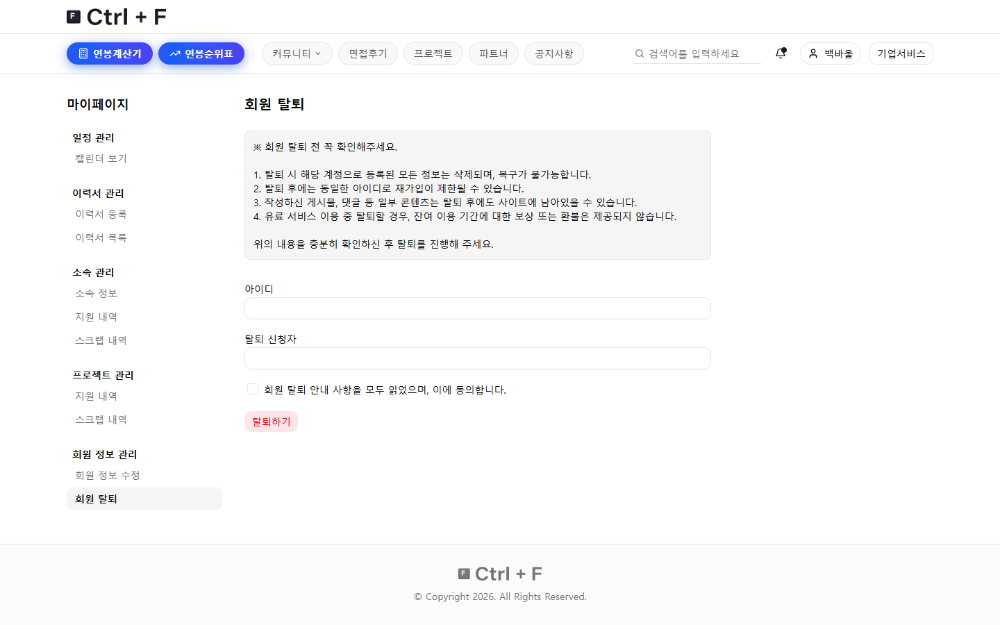 F Ctrl + F
연봉계산기
연봉순위표
커뮤니티
면접후기
프로젝트
파트너
공지사항
검색어를 입력하세요
백바울
기업서비스
마이페이지
일정 관리
캘린더 보기
이력서 관리
이력서 등록
이력서 목록
소속 관리
소속 정보
지원 내역
스크랩 내역
프로젝트 관리
지원 내역
스크랩 내역
회원 정보 관리
회원 정보 수정
회원 탈퇴
회원 탈퇴
※ 회원 탈퇴 전 꼭 확인해주세요.
1. 탈퇴 시 해당 계정으로 등록된 모든 정보는 삭제되며, 복구가 불가능합니다.
2. 탈퇴 후에는 동일한 아이디로 재가입이 제한될 수 있습니다.
3. 작성하신 게시물, 댓글 등 일부 콘텐츠는 탈퇴 후에도 사이트에 남아있을 수 있습니다.
4. 유료 서비스 이용 중 탈퇴할 경우, 잔여 이용 기간에 대한 보상 또는 환불은 제공되지 않습니다.
위의 내용을 충분히 확인하신 후 탈퇴를 진행해 주세요.
아이디
탈퇴 신청자
회원 탈퇴 안내 사항을 모두 읽었으며, 이에 동의합니다.
탈퇴하기
F Ctrl + F
© Copyright 2026. All Rights Reserved.